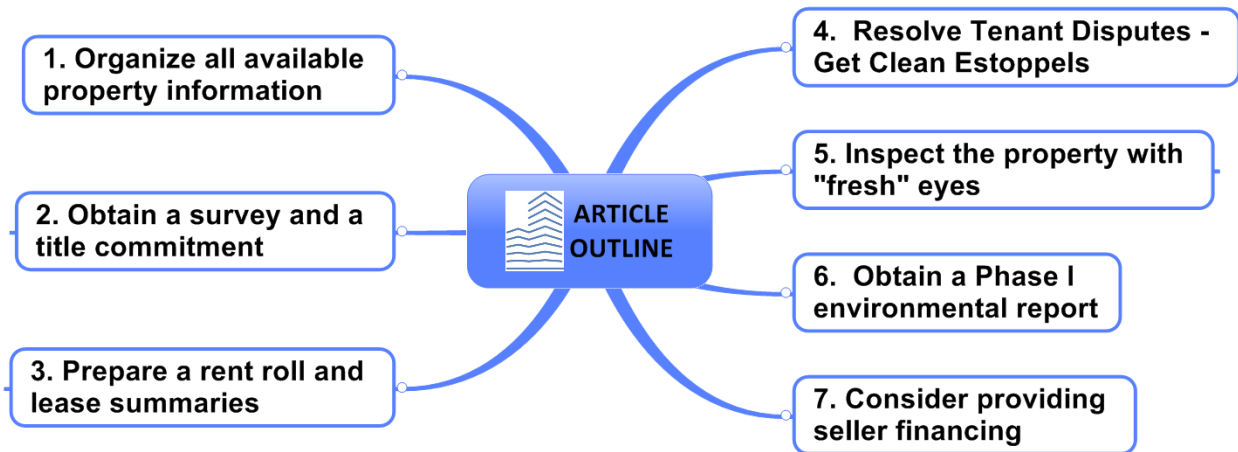 1. Organize all available
property information
2. Obtain a survey and a
title commitment
3. Prepare a rent roll and
lease summaries
ARTICLE
OUTLINE
4.  Resolve Tenant Disputes -
Get Clean Estoppels
5. Inspect the property with
"fresh" eyes
6.  Obtain a Phase I
environmental report
7. Consider providing
seller financing